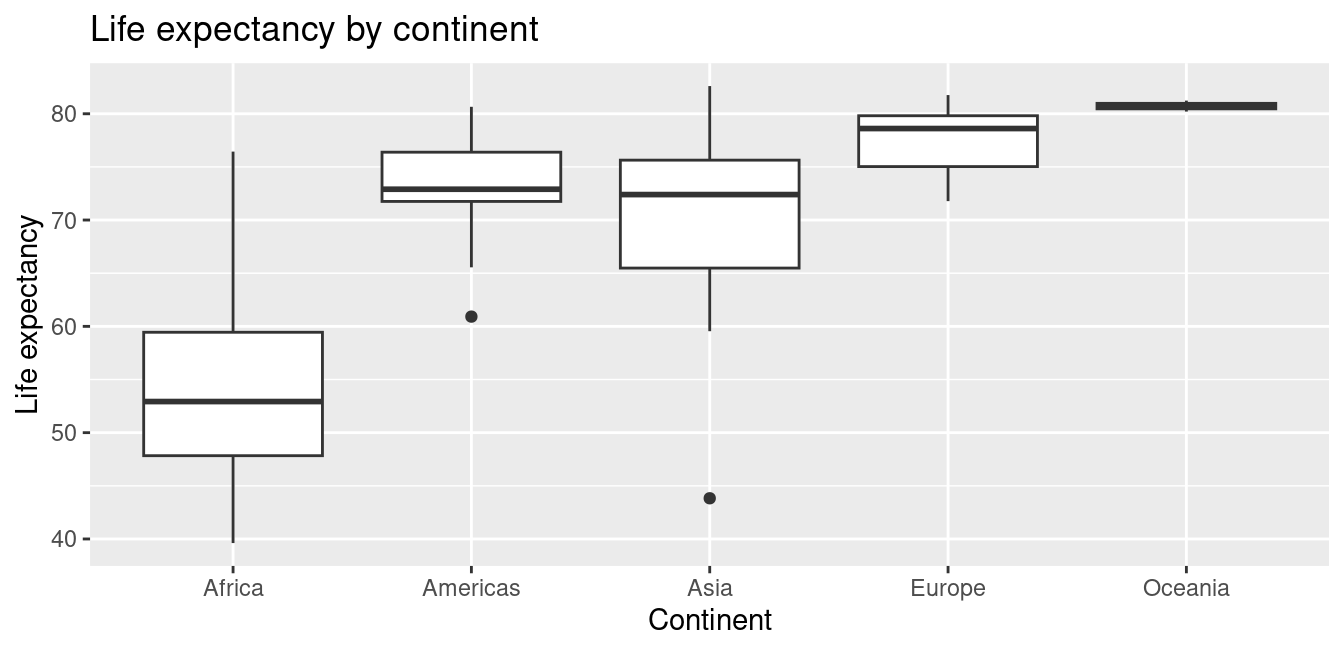 Life expectancy by continent
Life expectancy
80
70
60
50
40
Africa
Americas
Asia
Europe
Oceania
Continent